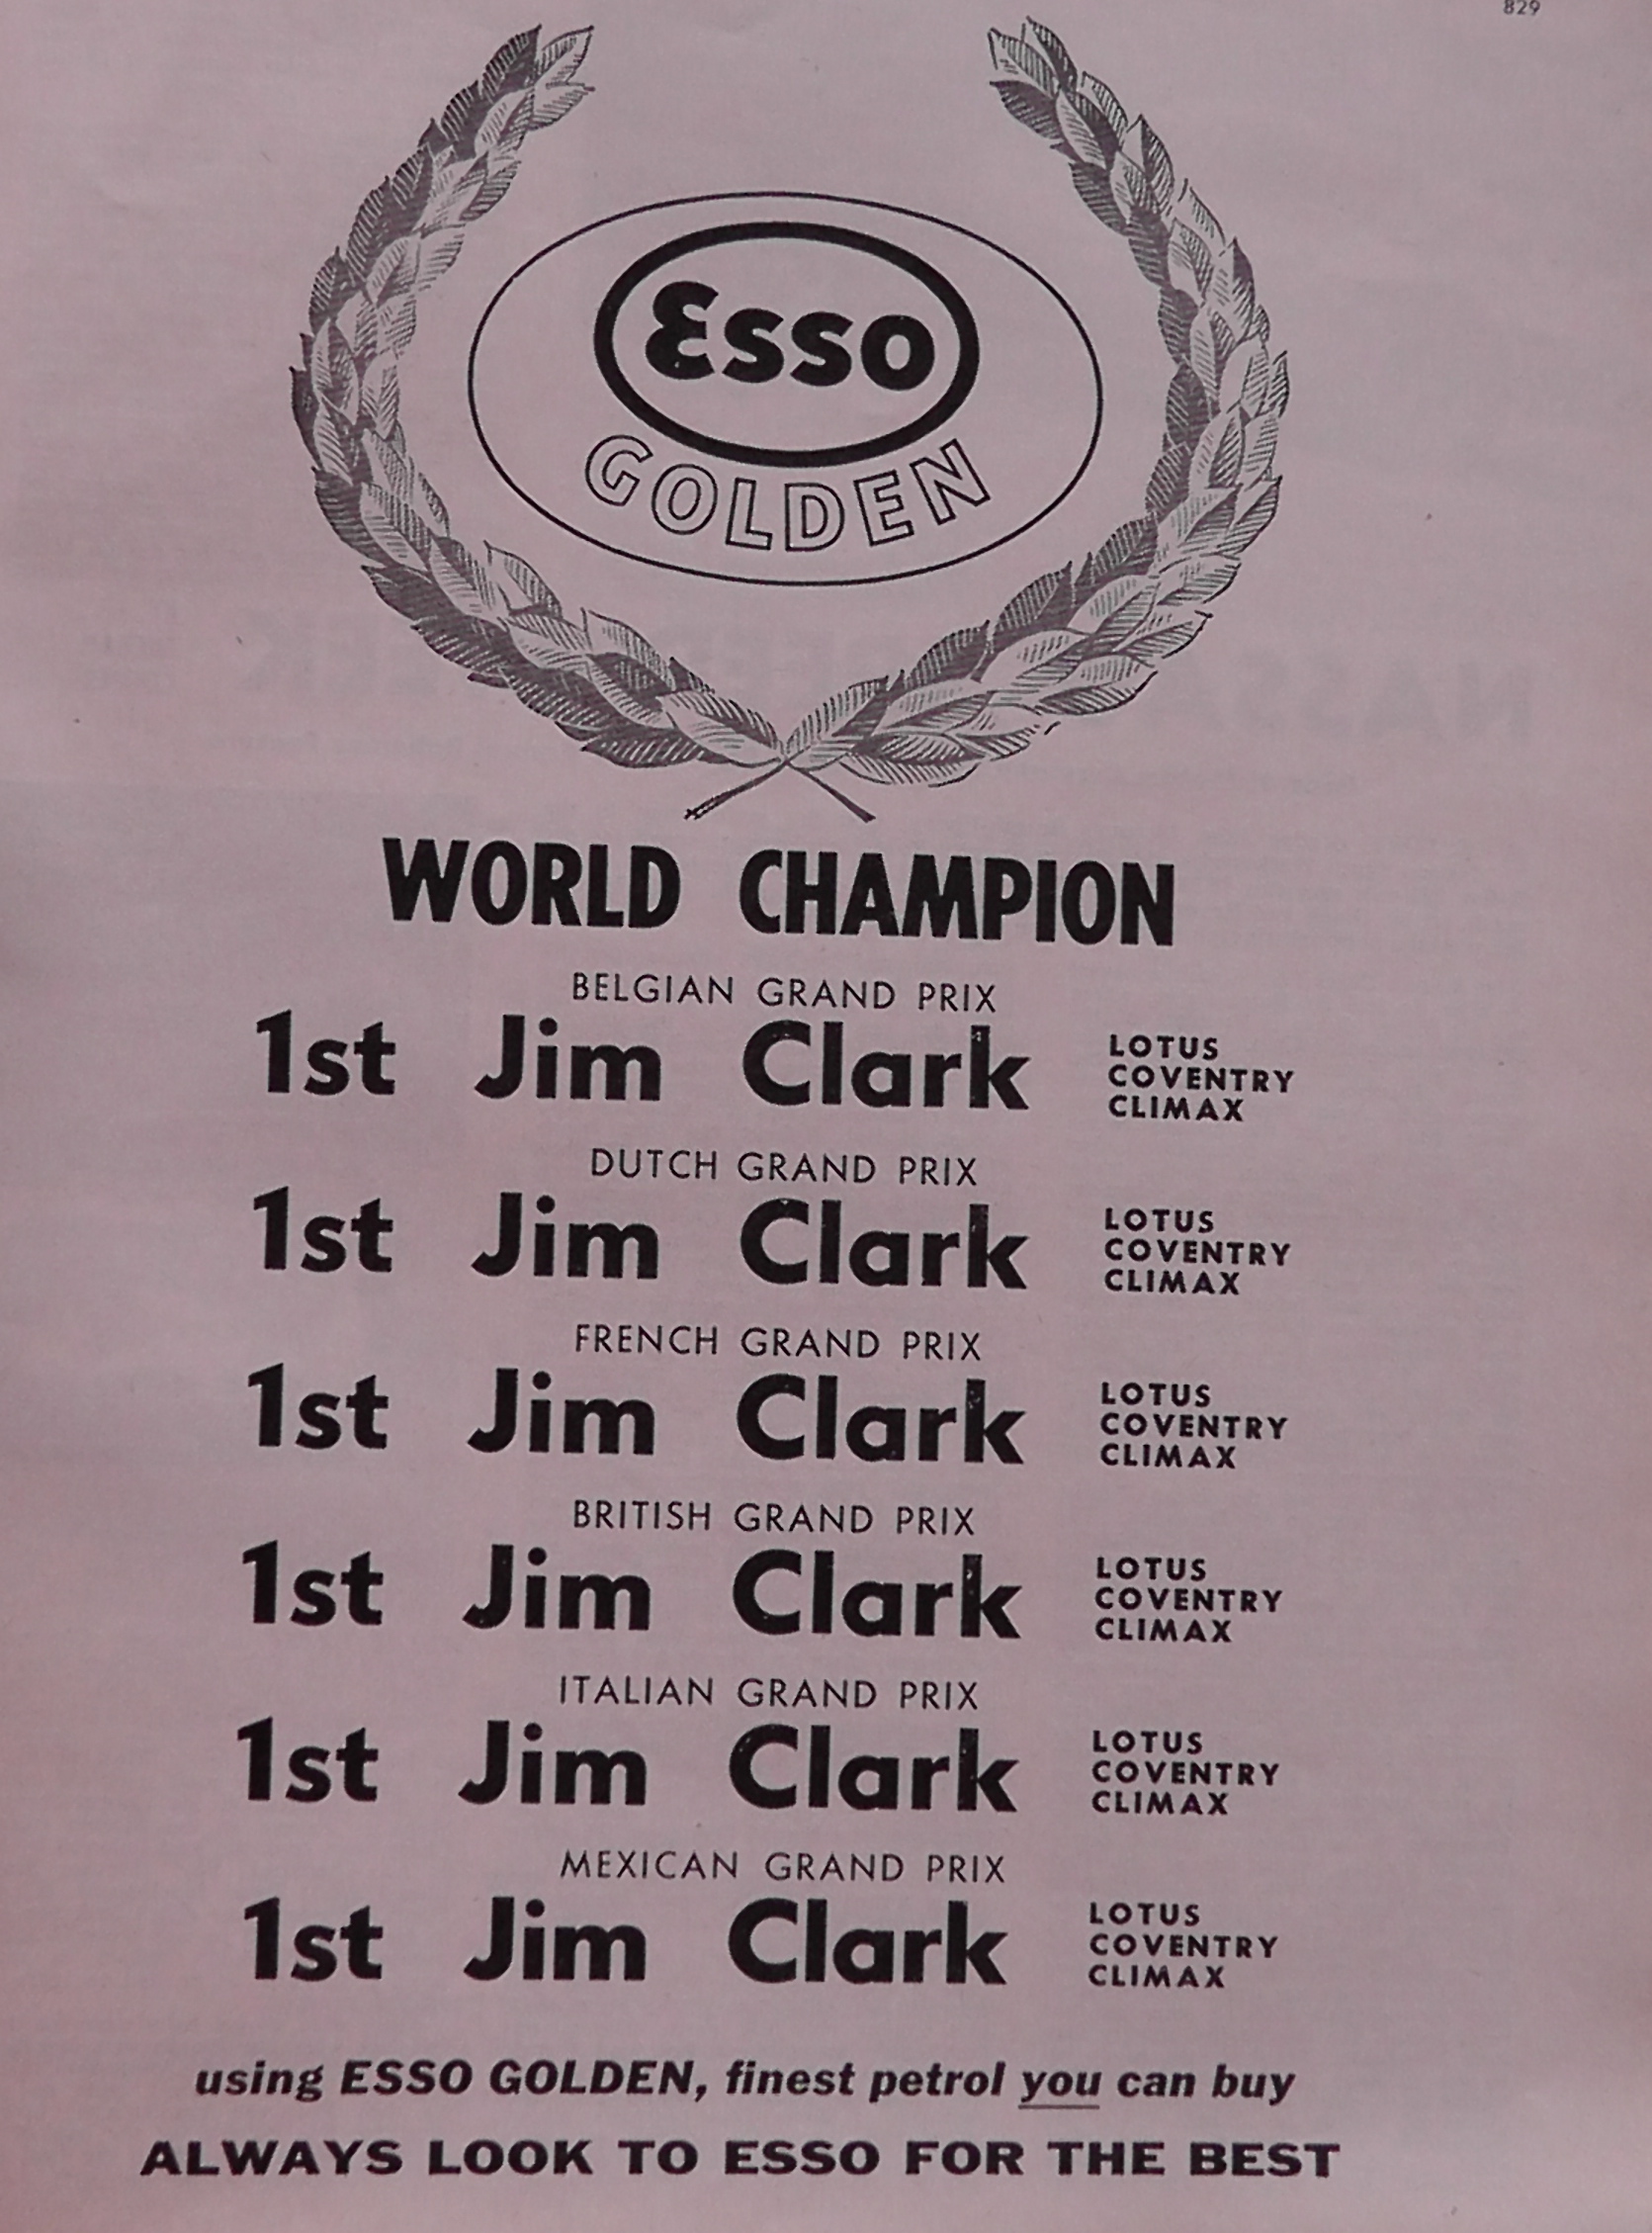 829
Esso
GOLDEN
WORLD CHAMPION
BELGIAN GRAND PRIX
1st Jim Clark LOTUS
COVENTRY
CLIMAX
DUTCH GRAND PRIX
1st Jim Clark LOTUS
COVENTRY
CLIMAX
FRENCH GRAND PRIX
1st Jim Clark LOTUS
COVENTRY
CLIMAX
BRITISH GRAND PRIX
1st Jim Clark LOTUS
COVENTRY
CLIMAX
ITALIAN GRAND PRIX
1st Jim Clark LOTUS
COVENTRY
CLIMAX
MEXICAN GRAND PRIX
1st Jim Clark LOTUS
COVENTRY
CLIMAX
using ESSO GOLDEN, finest petrol you can buy
ALWAYS LOOK TO ESSO FOR THE BEST